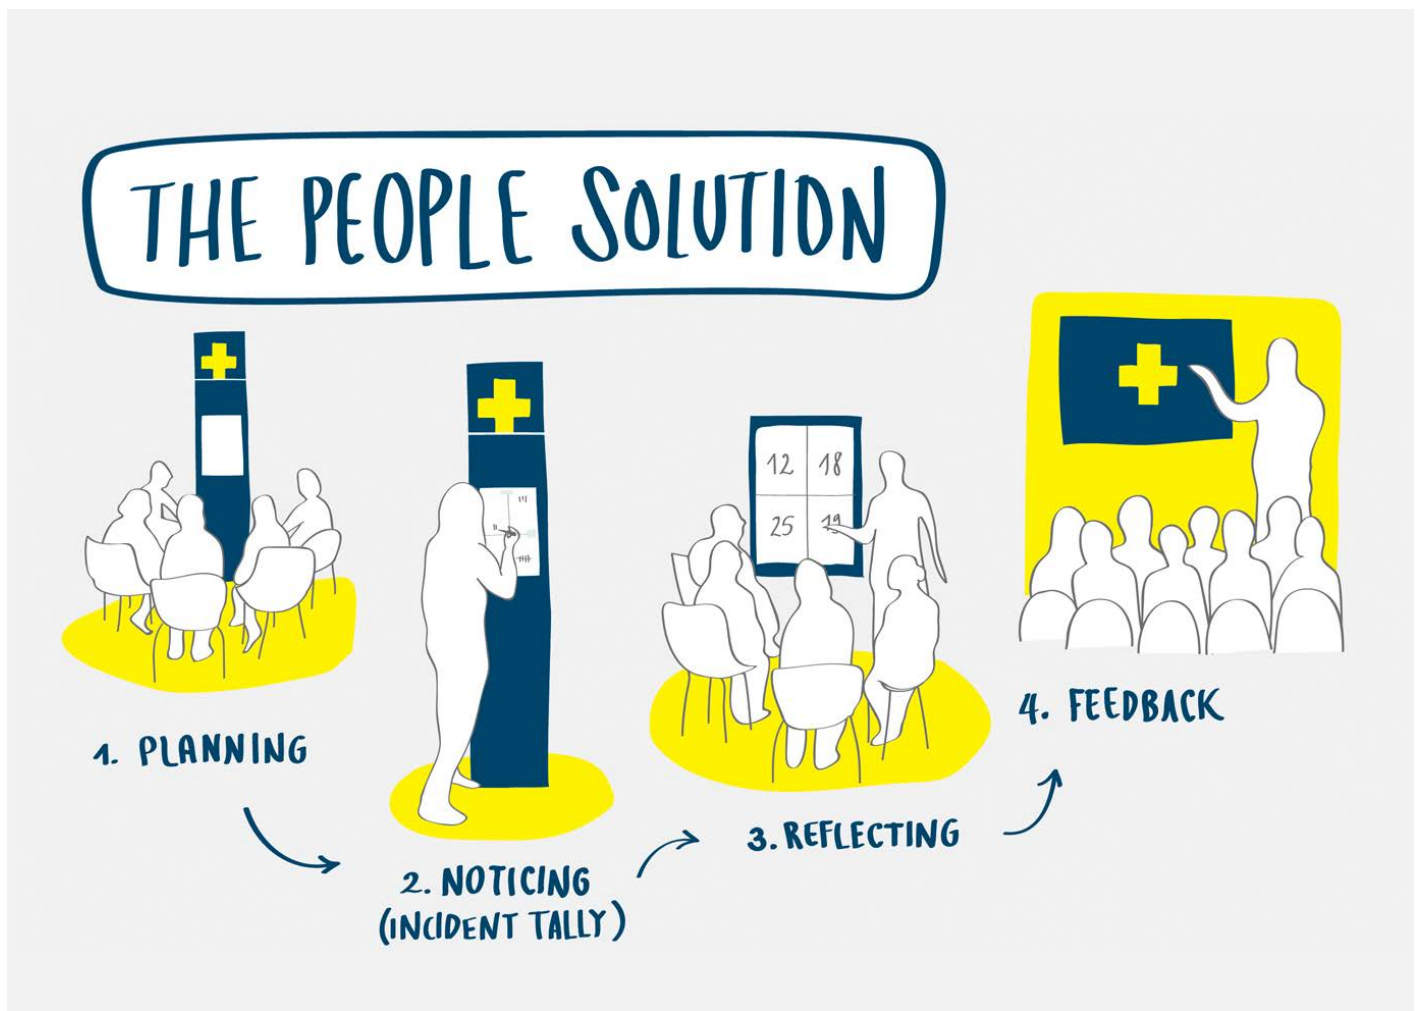 THE PEOPLE SOLUTION
12 18
25 19
1. PLANNING
2. NOTICING
(INCIDENT TALLY)
3. REFLECTING
4. FEEDBACK